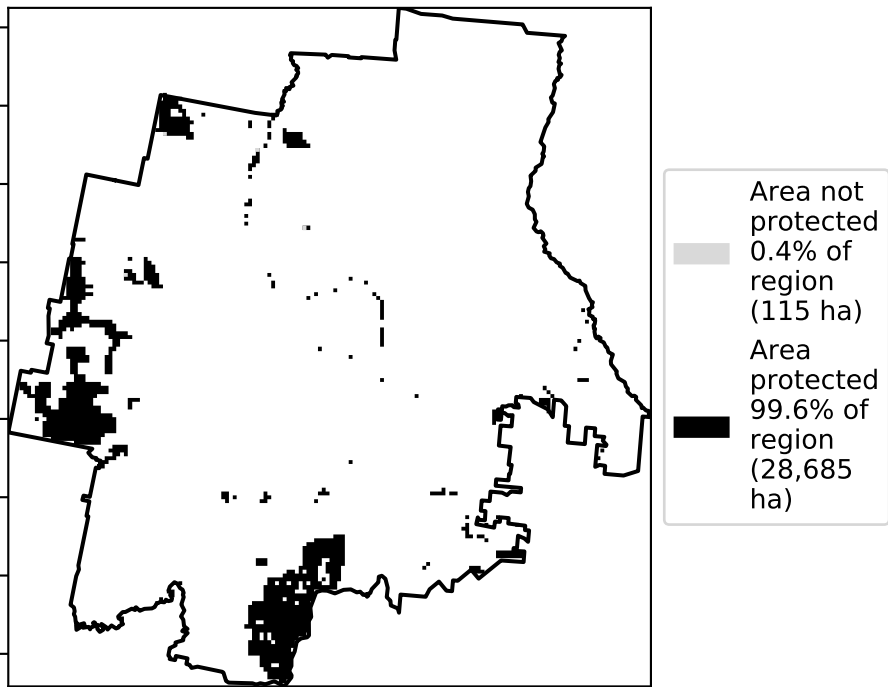 Area not
protected
0.4% of
region
(115 ha)
Area
protected
99.6% of
region
(28,685
ha)